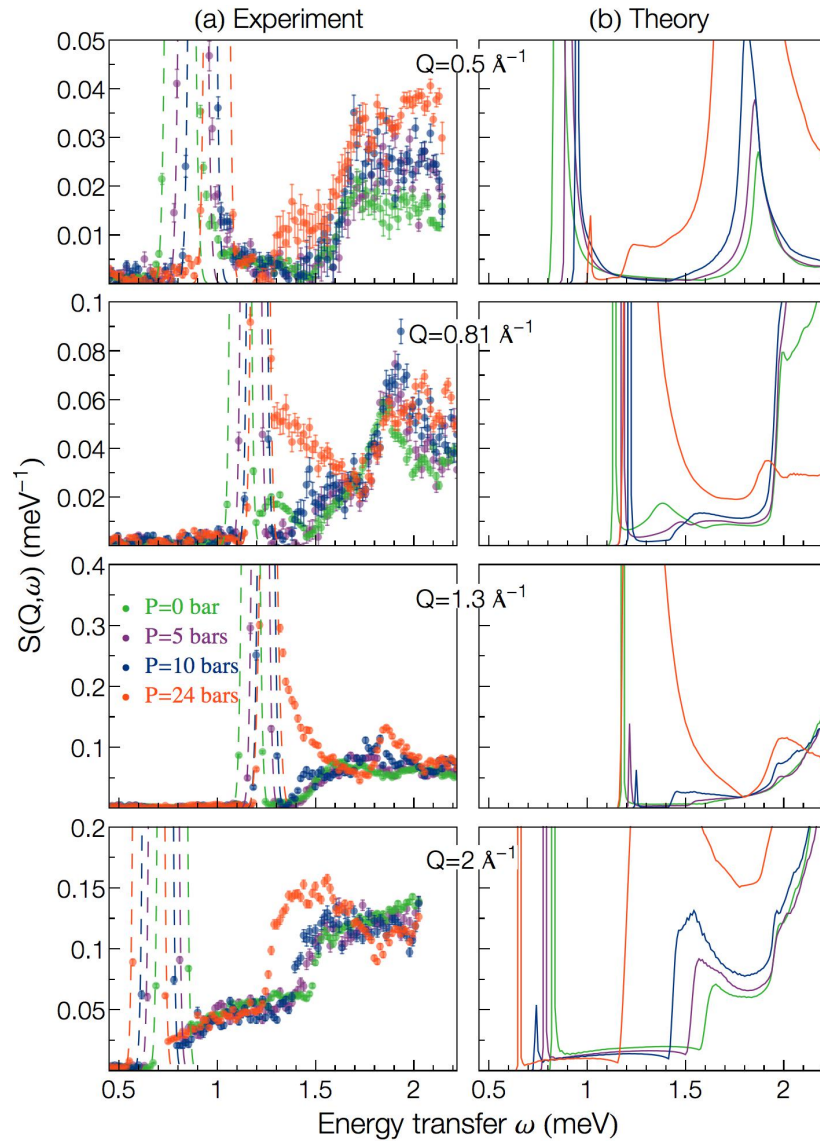 (a) Experiment (b) Theory
Q=0.5 Å⁻¹
0.05
0.04
0.03
0.02
0.01
Q=0.81 Å⁻¹
0.1
0.08
0.06
0.04
0.02
S(Q,ω) (meV⁻¹)
Q=1.3 Å⁻¹
0.4
0.3
0.2
0.1
P=0 bar
P=5 bars
P=10 bars
P=24 bars
Q=2 Å⁻¹
0.2
0.15
0.1
0.05
0.5 1 1.5 2 0.5 1 1.5 2
Energy transfer ω (meV)